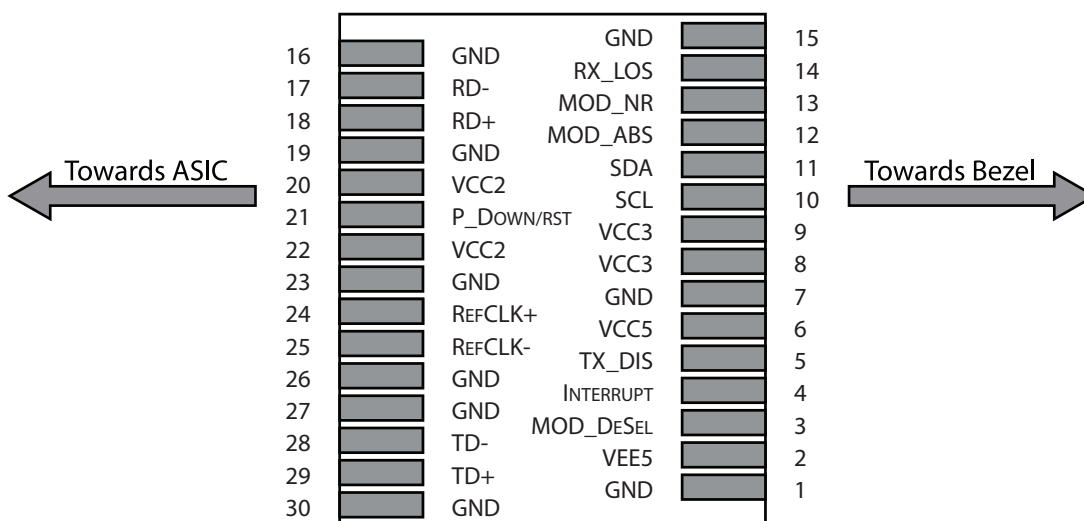 GND 15
16 GND
RX_LOS 14
17 RD-
MOD_NR 13
18 RD+
MOD_ABS 12
19 GND
Towards ASIC
SDA 11
Towards Bezel
20 VCC2
SCL 10
21 P_DOWN/RST
VCC3 9
22 VCC2
VCC3 8
23 GND
GND 7
24 REFCLK+
VCC5 6
25 REFCLK-
TX_DIS 5
26 GND
INTERRUPT 4
27 GND
MOD_DESEL 3
28 TD-
VEE5 2
29 TD+
GND 1
30 GND